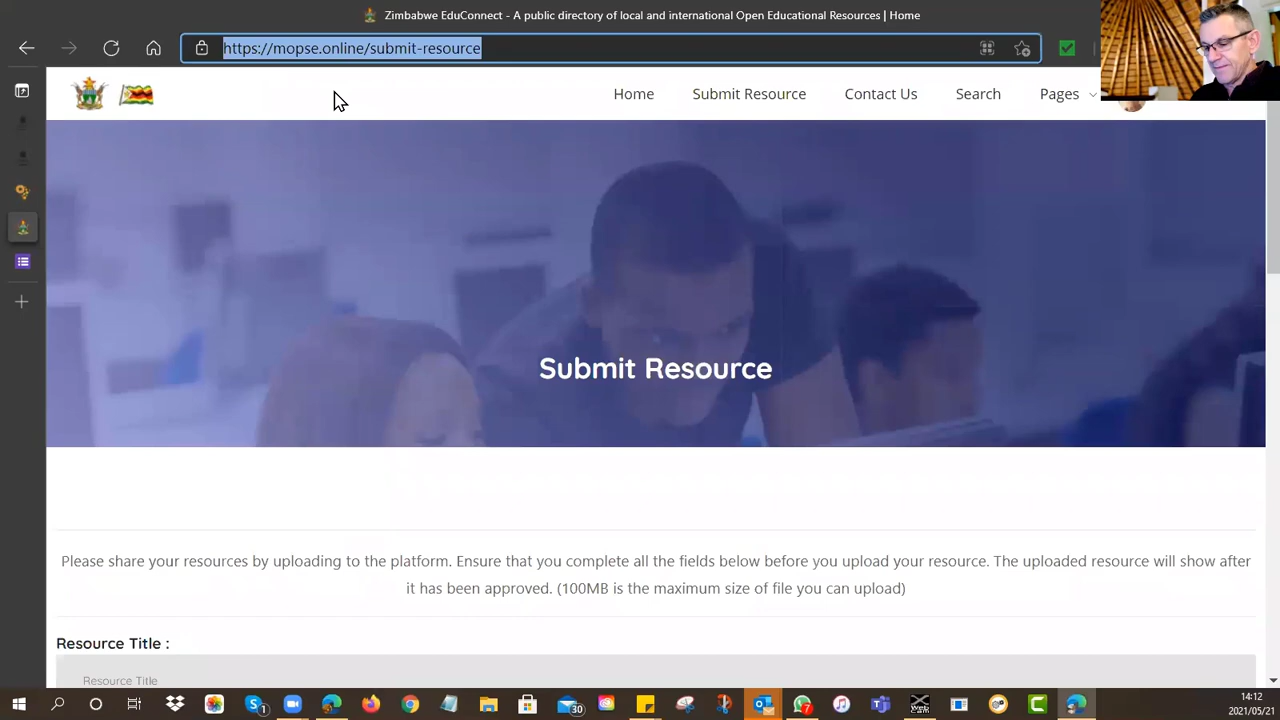 Zimbabwe EduConnect - A public directory of local and international Open Educational Resources | Home
https://mopse.online/submit-resource
Home Submit Resource Contact Us Search Pages
Submit Resource
Please share your resources by uploading to the platform. Ensure that you complete all the fields below before you upload your resource. The uploaded resource will show after
it has been approved. (100MB is the maximum size of file you can upload)
Resource Title :
Resource Title
1
30
7
14:12
2021/05/21